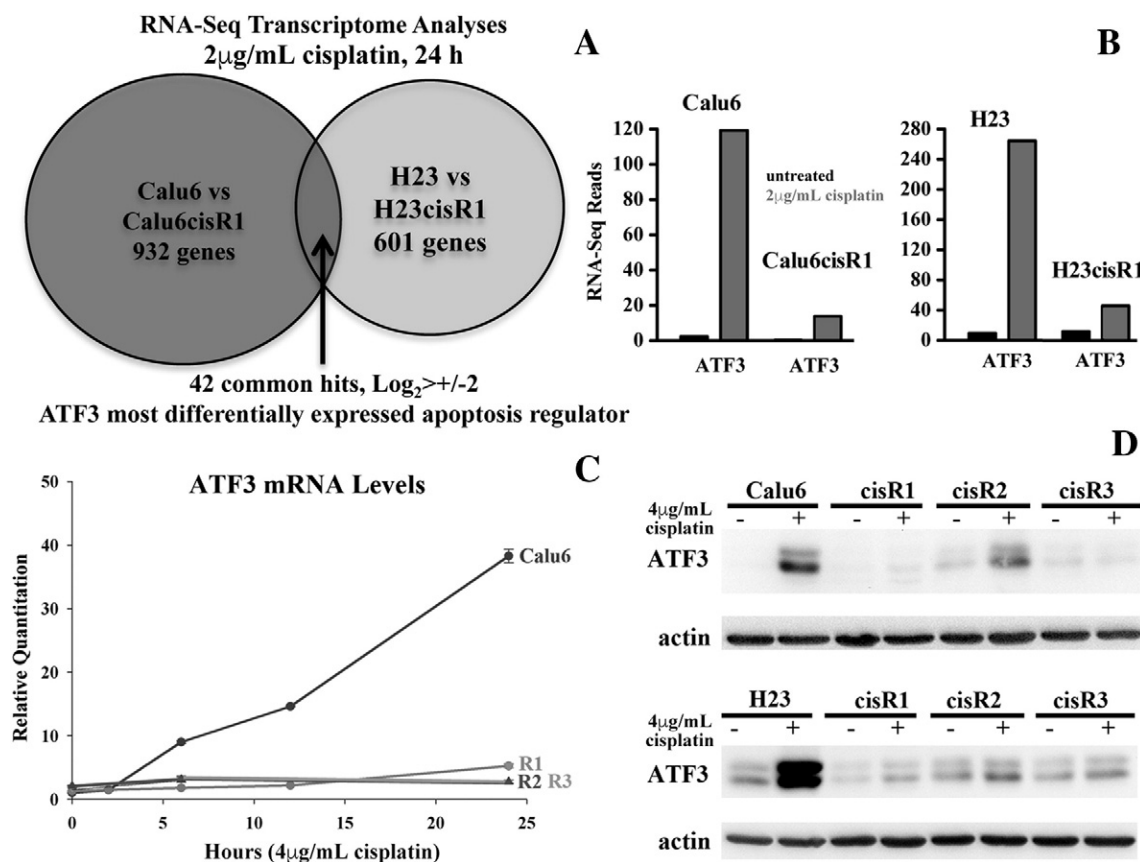 RNA-Seq Transcriptome Analyses
2μg/mL cisplatin, 24 h
A
Calu6 vs
Calu6cisR1
932 genes
H23 vs
H23cisR1
601 genes
42 common hits, Log2>+/-2
ATF3 most differentially expressed apoptosis regulator
B
RNA-Seq Reads
120
100
80
60
40
20
0
Calu6
untreated
2μg/mL cisplatin
Calu6cisR1
ATF3
ATF3
280
240
200
160
120
80
40
0
H23
H23cisR1
ATF3
ATF3
C
ATF3 mRNA Levels
Relative Quantitation
50
40
30
20
10
0
Calu6
R1
R2 R3
0
5
10
15
20
25
Hours (4μg/mL cisplatin)
D
Calu6 cisR1 cisR2 cisR3
4μg/mL
cisplatin
- + - + - + - +
ATF3
actin
H23 cisR1 cisR2 cisR3
4μg/mL
cisplatin
- + - + - + - +
ATF3
actin